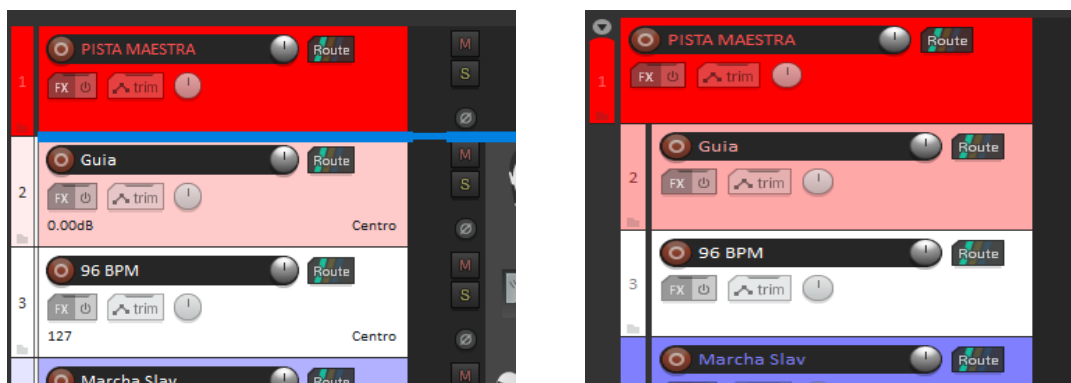 1
PISTA MAESTRA
Route
M
FX
trim
S
2
Guia
Route
M
FX
trim
S
0.00dB
Centro
3
96 BPM
Route
M
FX
trim
S
127
Centro
Marcha Slav
Route
M
1
PISTA MAESTRA
Route
FX
trim
2
Guia
Route
FX
trim
3
96 BPM
Route
FX
trim
Marcha Slav
Route